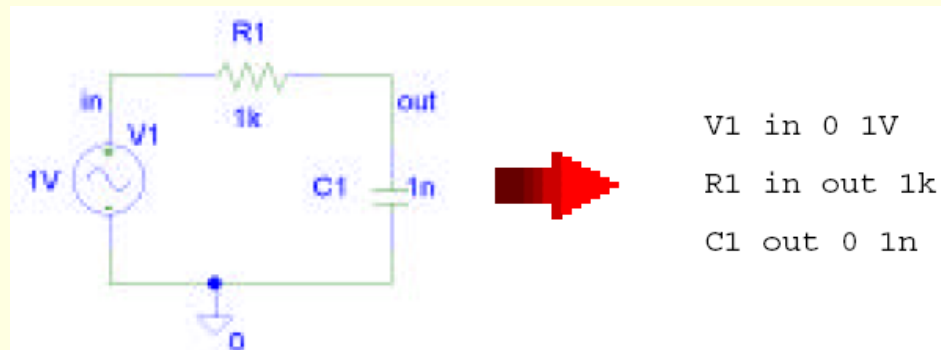 R1
in
out
1k
V1
1V
C1
1n
0
V1 in 0 1V
R1 in out 1k
C1 out 0 1n